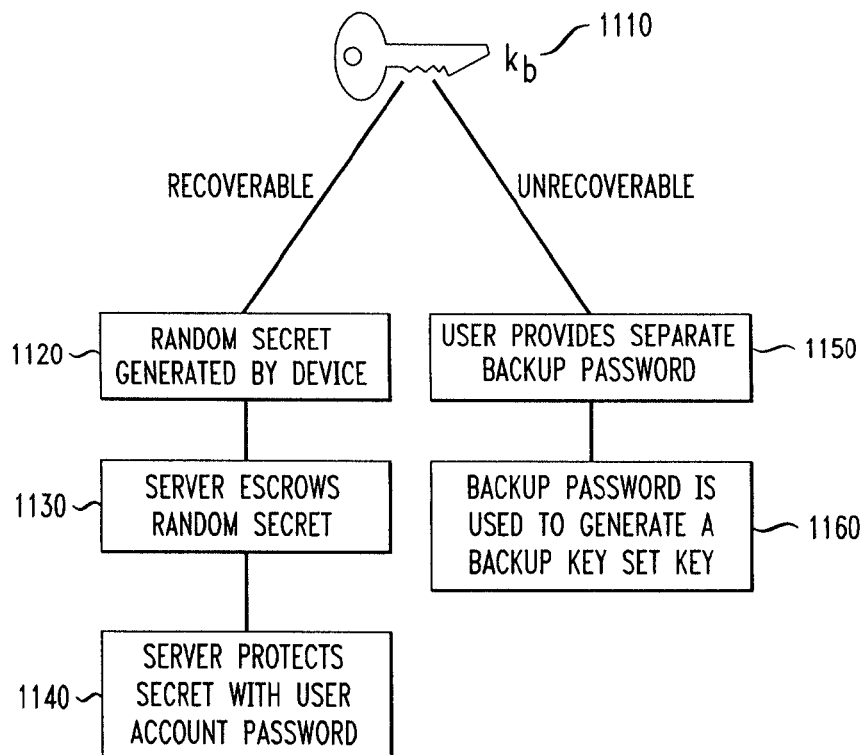 k_b 1110
RECOVERABLE
UNRECOVERABLE
1120
RANDOM SECRET
GENERATED BY DEVICE
USER PROVIDES SEPARATE
BACKUP PASSWORD
1150
1130
SERVER ESCROWS
RANDOM SECRET
BACKUP PASSWORD IS
USED TO GENERATE A
BACKUP KEY SET KEY
1160
1140
SERVER PROTECTS
SECRET WITH USER
ACCOUNT PASSWORD